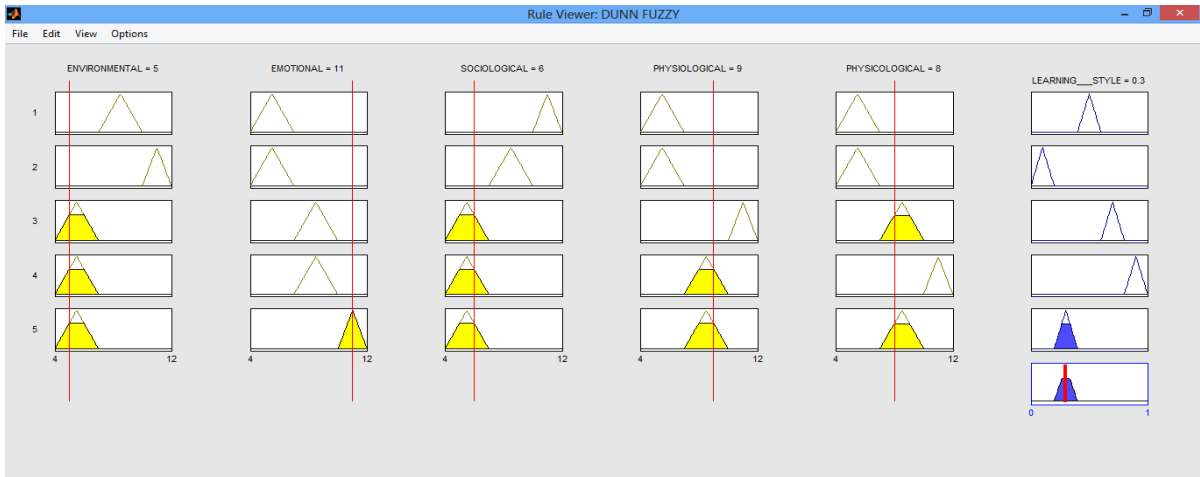 Rule Viewer: DUNN FUZZY
File Edit View Options
ENVIRONMENTAL = 5 EMOTIONAL = 11 SOCIOLOGICAL = 6 PHYSIOLOGICAL = 9 PHYSICOLOGICAL = 8 LEARNING___STYLE = 0.3
1
2
3
4
5
4 12 4 12 4 12 4 12 4 12
0 1